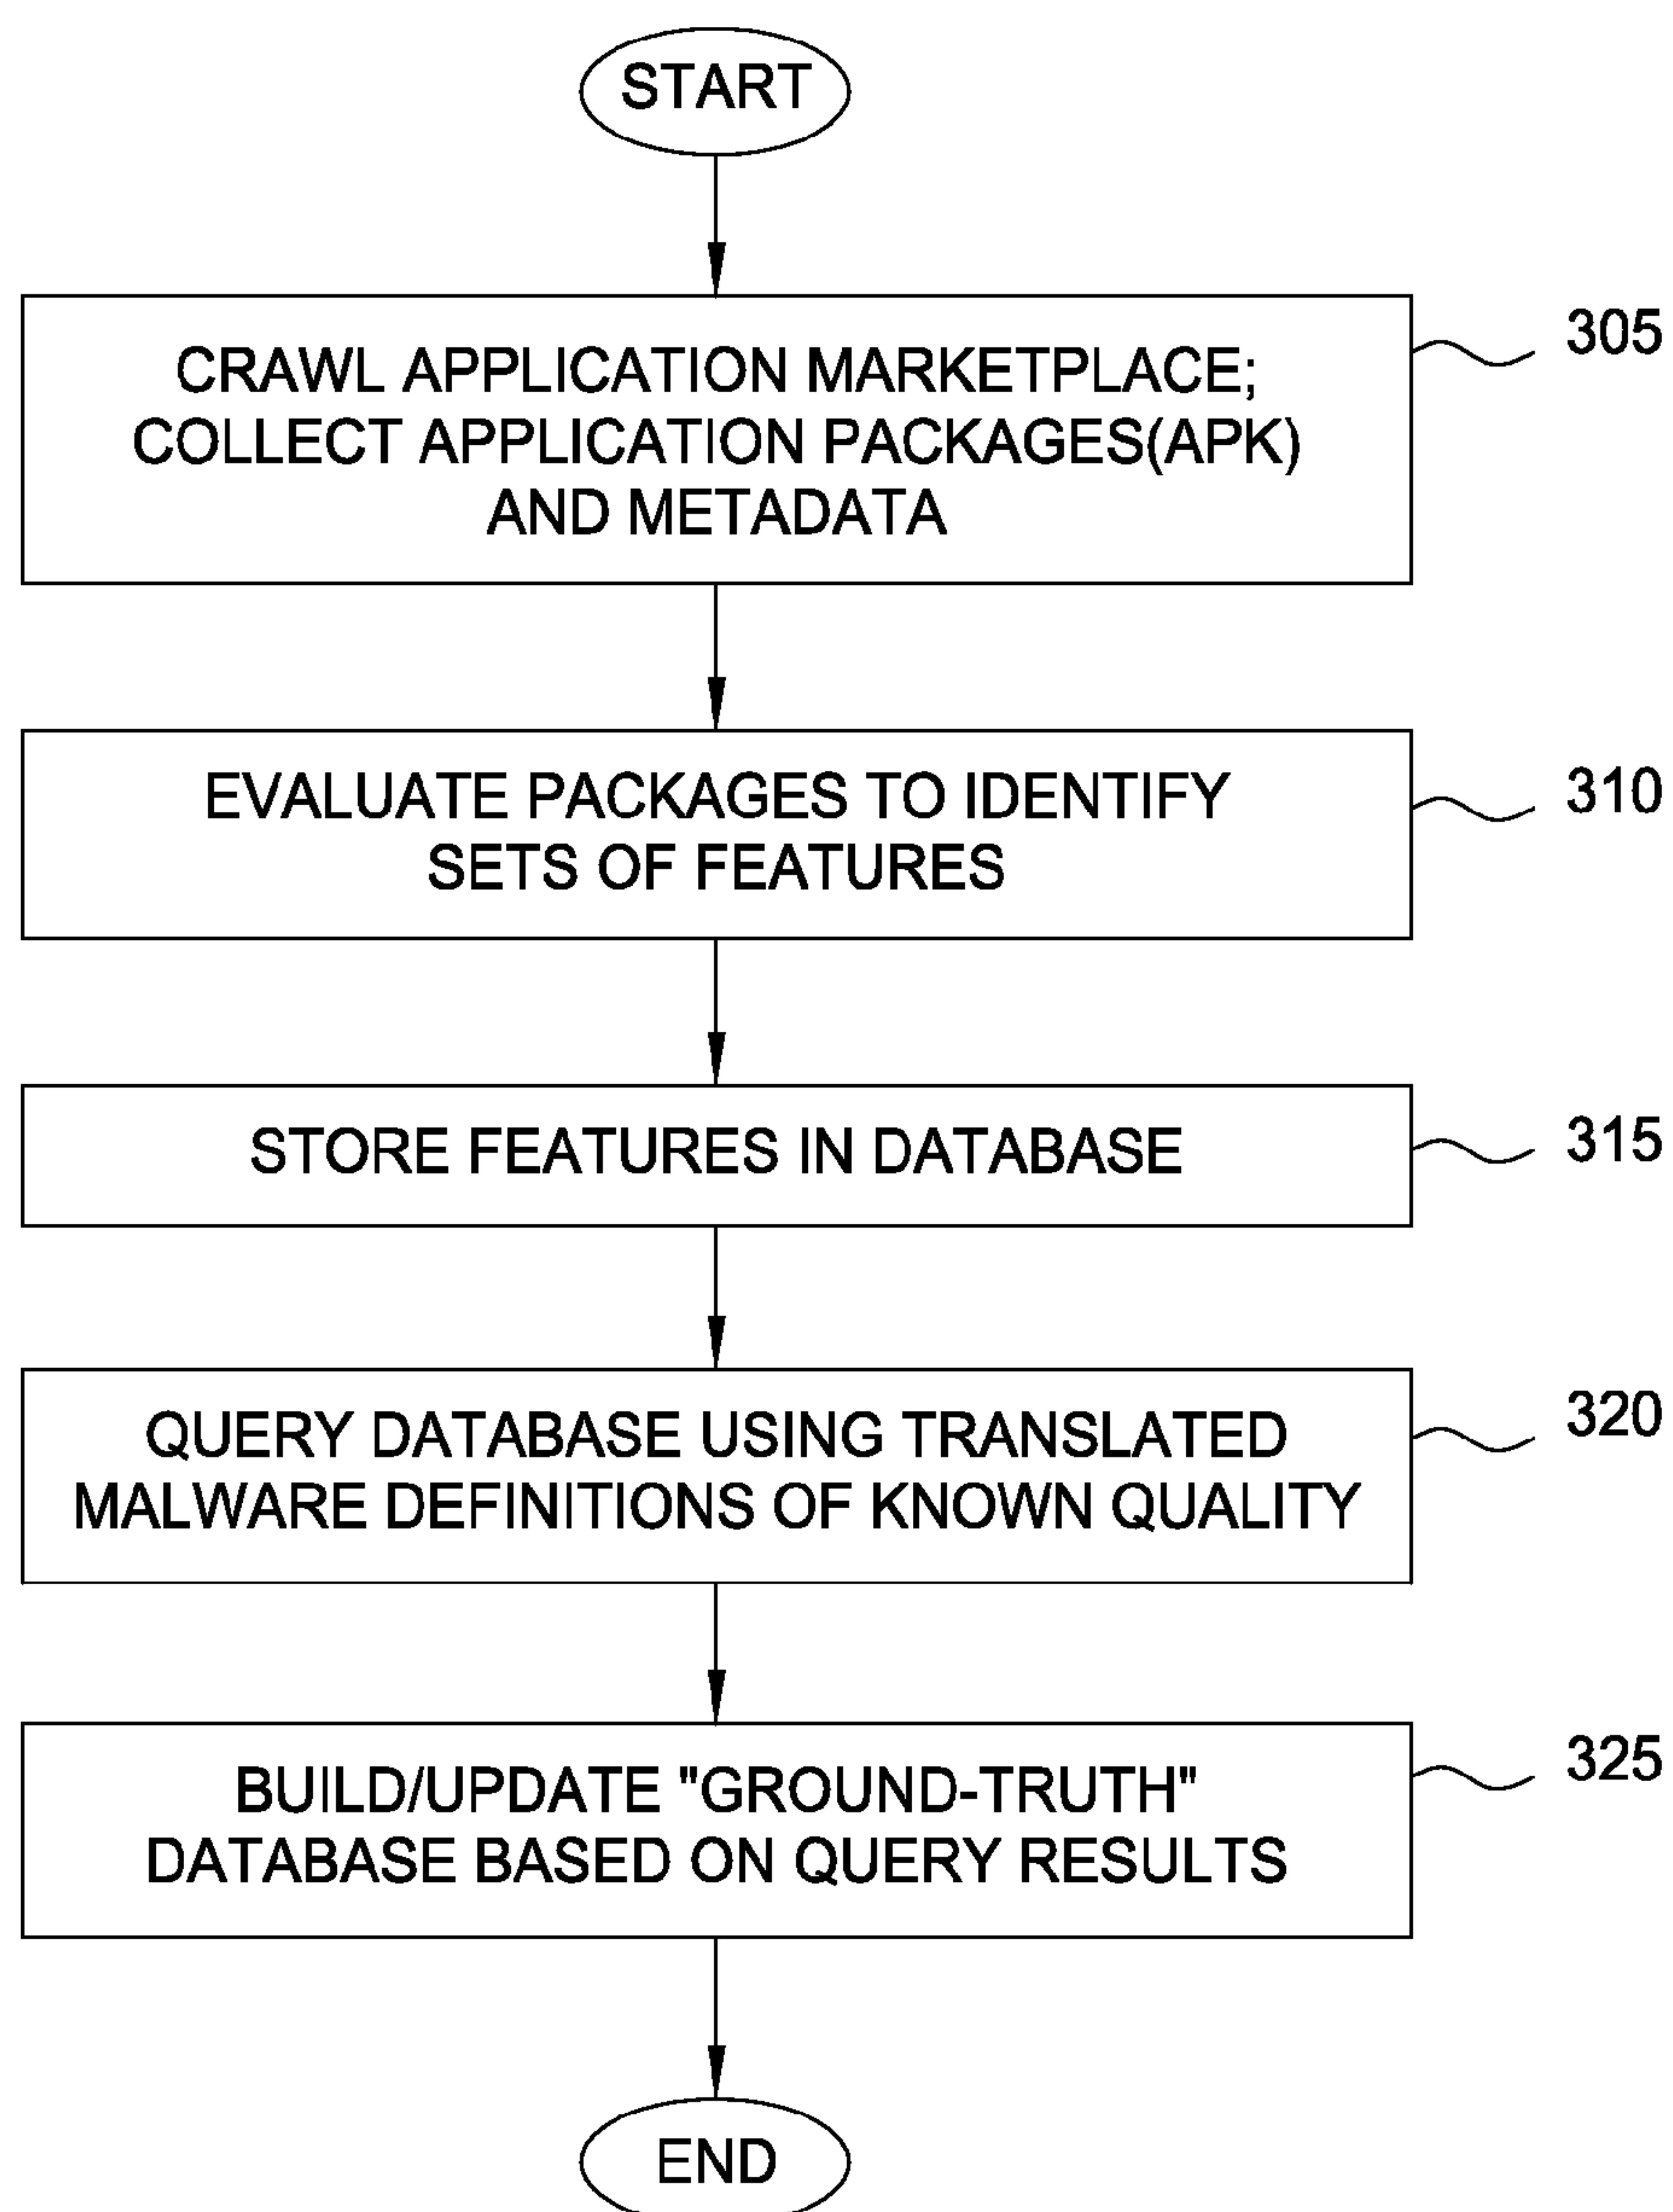 START
CRAWL APPLICATION MARKETPLACE;
COLLECT APPLICATION PACKAGES(APK)
AND METADATA
305
EVALUATE PACKAGES TO IDENTIFY
SETS OF FEATURES
310
STORE FEATURES IN DATABASE
315
QUERY DATABASE USING TRANSLATED
MALWARE DEFINITIONS OF KNOWN QUALITY
320
BUILD/UPDATE "GROUND-TRUTH"
DATABASE BASED ON QUERY RESULTS
325
END